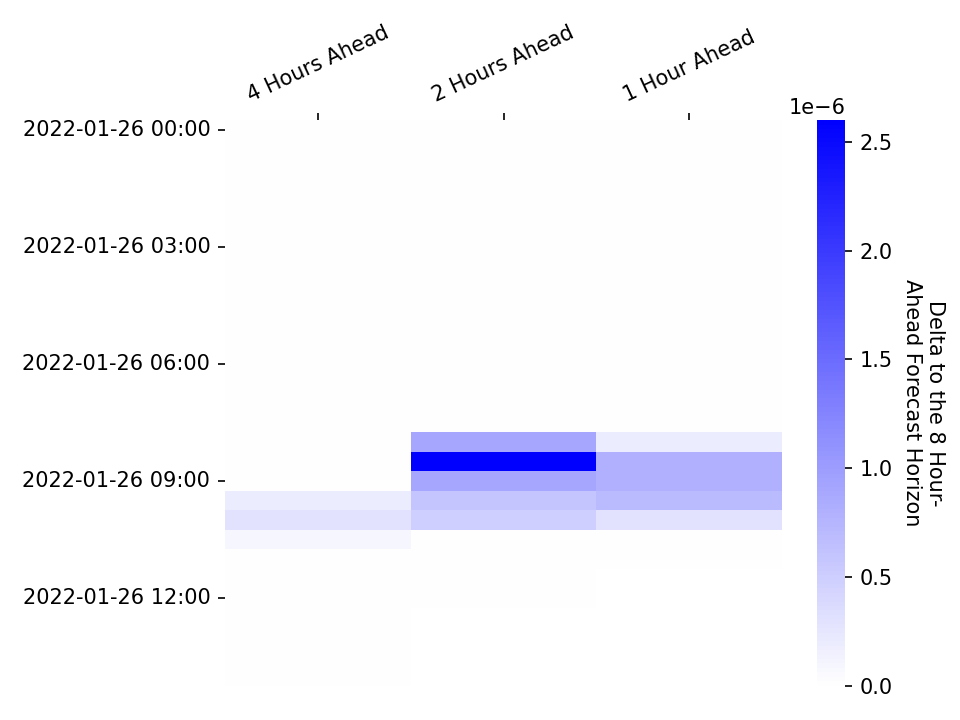 4 Hours Ahead
2 Hours Ahead
1 Hour Ahead
1e−6
2022-01-26 00:00
2022-01-26 03:00
2022-01-26 06:00
2022-01-26 09:00
2022-01-26 12:00
2.5
2.0
1.5
1.0
0.5
0.0
Delta to the 8 Hour-
Ahead Forecast Horizon